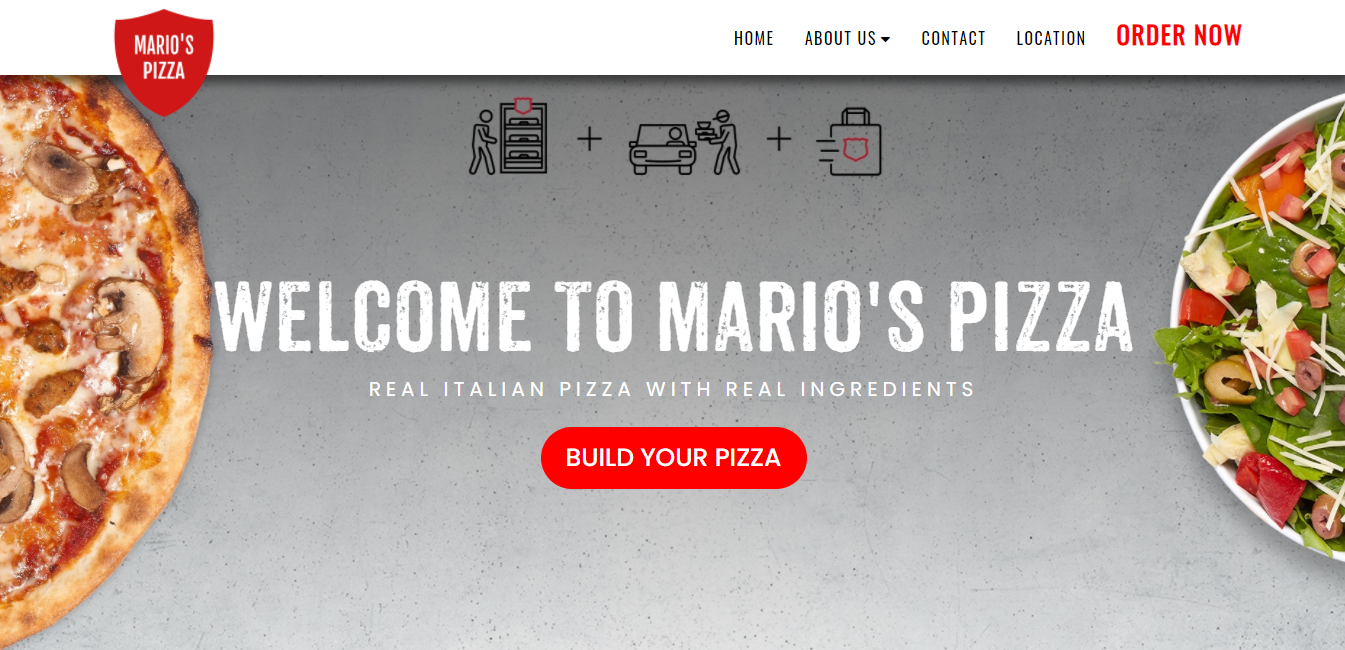 MARIO'S
PIZZA
HOME ABOUT US CONTACT LOCATION ORDER NOW
WELCOME TO MARIO'S PIZZA
REAL ITALIAN PIZZA WITH REAL INGREDIENTS
BUILD YOUR PIZZA